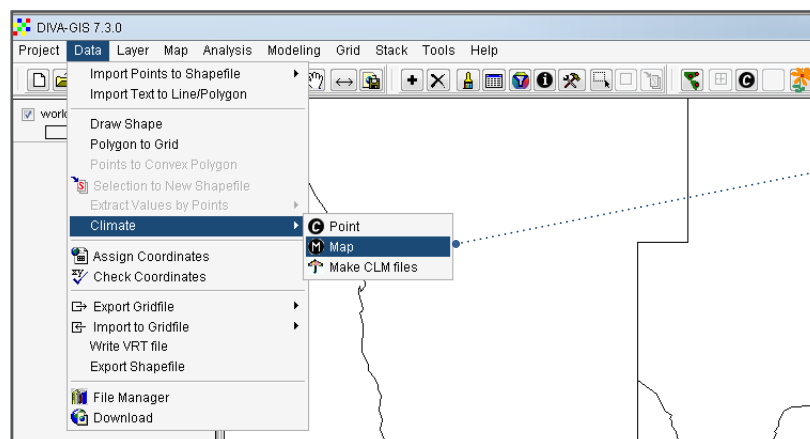 DIVA-GIS 7.3.0
Project Data Layer Map Analysis Modeling Grid Stack Tools Help
Import Points to Shapefile
Import Text to Line/Polygon
Draw Shape
Polygon to Grid
Points to Convex Polygon
Selection to New Shapefile
Extract Values by Points
Climate
Point
Map
Make CLM files
Assign Coordinates
Check Coordinates
Export Gridfile
Import to Gridfile
Write VRT file
Export Shapefile
File Manager
Download